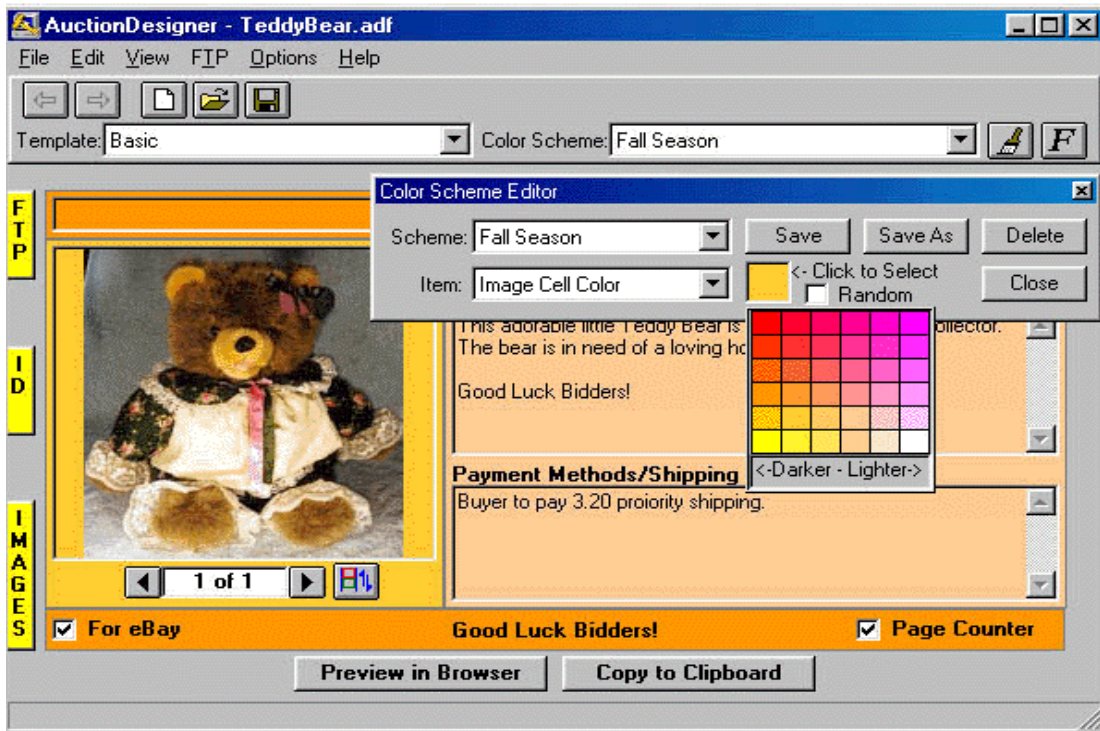 AuctionDesigner - TeddyBear.adf
File Edit View FTP Options Help
Template: Basic
Color Scheme: Fall Season
F
FTP
ID
IMAGES
Color Scheme Editor
Scheme: Fall Season
Save
Save As
Delete
Item: Image Cell Color
<- Click to Select
Random
Close
<-Darker - Lighter->
This adorable little Teddy Bear is
The bear is in need of a loving
Good Luck Bidders!
Payment Methods/Shipping
Buyer to pay 3.20 proiority shipping.
1 of 1
For eBay
Good Luck Bidders!
Page Counter
Preview in Browser
Copy to Clipboard